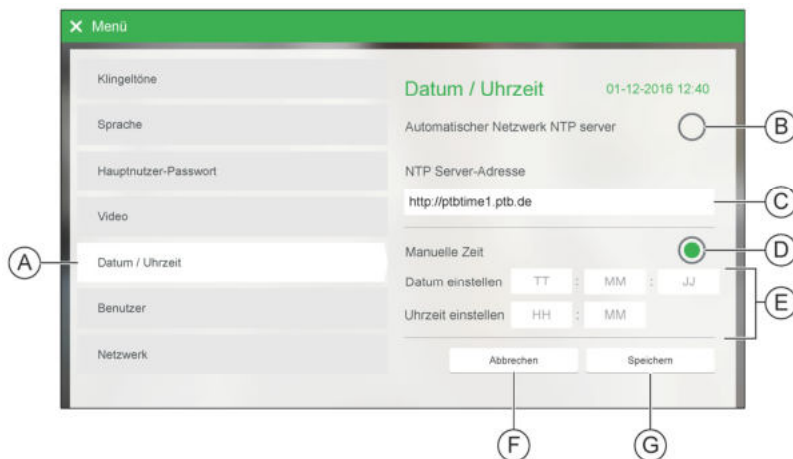 Menü
Klingeltöne
Sprache
Hauptnutzer-Passwort
Video
Datum / Uhrzeit
Benutzer
Netzwerk
Datum / Uhrzeit 01-12-2016 12:40
Automatischer Netzwerk NTP server
NTP Server-Adresse
http://ptbtime1.ptb.de
Manuelle Zeit
Datum einstellen TT : MM : JJ
Uhrzeit einstellen HH : MM
Abbrechen Speichern
A
B
C
D
E
F
G